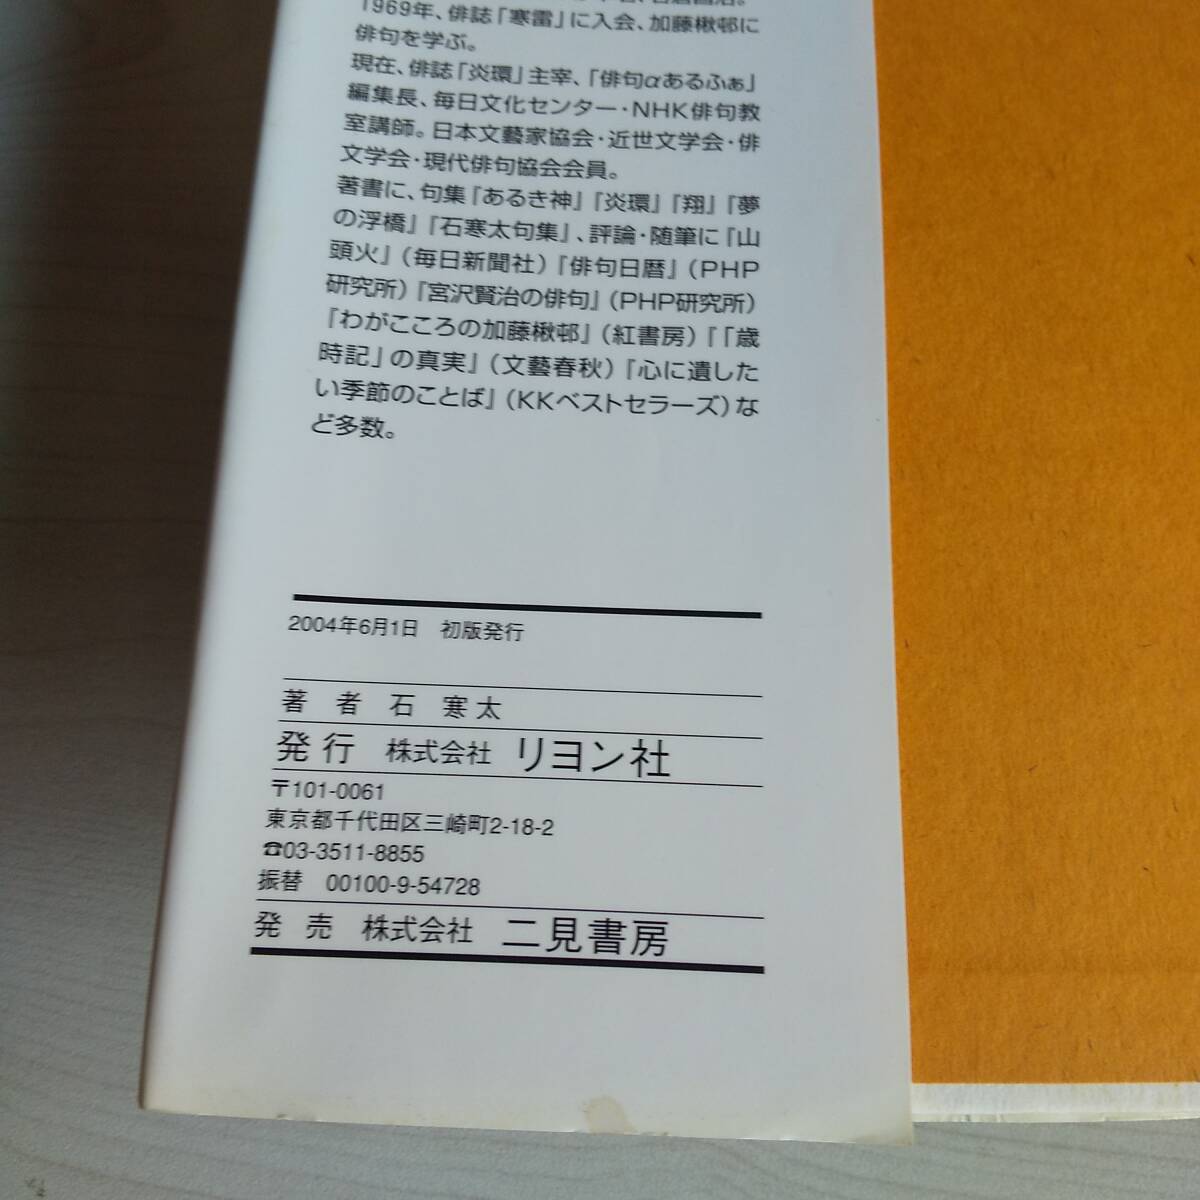 1969年、俳誌「寒雷」に入会、加藤楸邨に
俳句を学ぶ。
現在、俳誌「炎環」主宰、「俳句αあるふぁ」
編集長、毎日文化センター・NHK俳句教
室講師。日本文藝家協会・近世文学会・俳
文学会・現代俳句協会会員。
著書に、句集『あるき神』『炎環』『翔』『夢
の浮橋』『石寒太句集』、評論・随筆に『山
頭火』（毎日新聞社）『俳句日暦』（PHP
研究所）『宮沢賢治の俳句』（PHP研究所）
『わがこころの加藤楸邨』（紅書房）『「歳
時記」の真実』（文藝春秋）『心に遺した
い季節のことば』（KKベストセラーズ）な
ど多数。
2004年6月1日 初版発行
著 者 石 寒太
発行 株式会社 リヨン社
〒101-0061
東京都千代田区三崎町2-18-2
☎03-3511-8855
振替 00100-9-54728
発 売 株式会社 二見書房